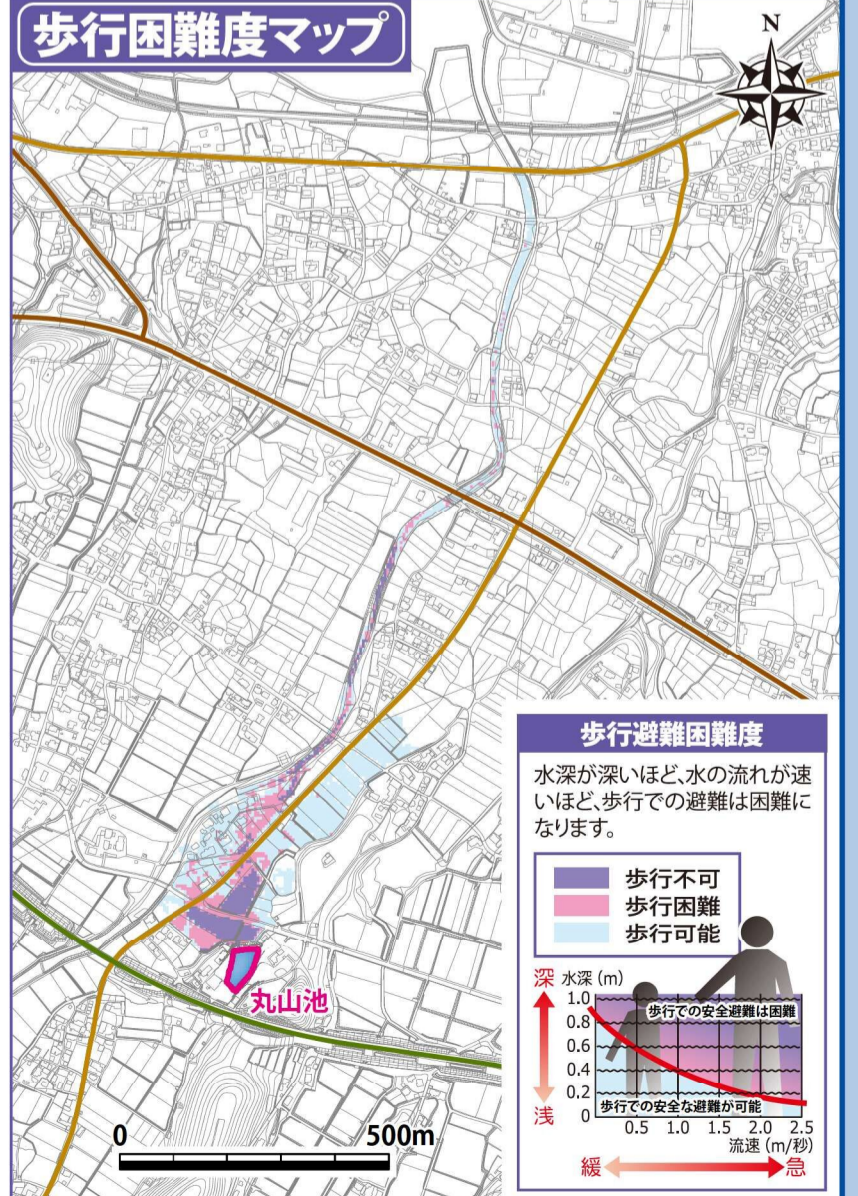 歩行困難度マップ
N
丸山池
0 500m
歩行避難困難度
水深が深いほど、水の流れが速
いほど、歩行での避難は困難に
なります。
歩行不可
歩行困難
歩行可能
深
水深(m)
1.0
0.8
0.6
0.4
0.2
0
浅
歩行での安全避難は困難
歩行での安全な避難が可能
0.5 1.0 1.5 2.0 2.5
流速(m/秒)
緩 急